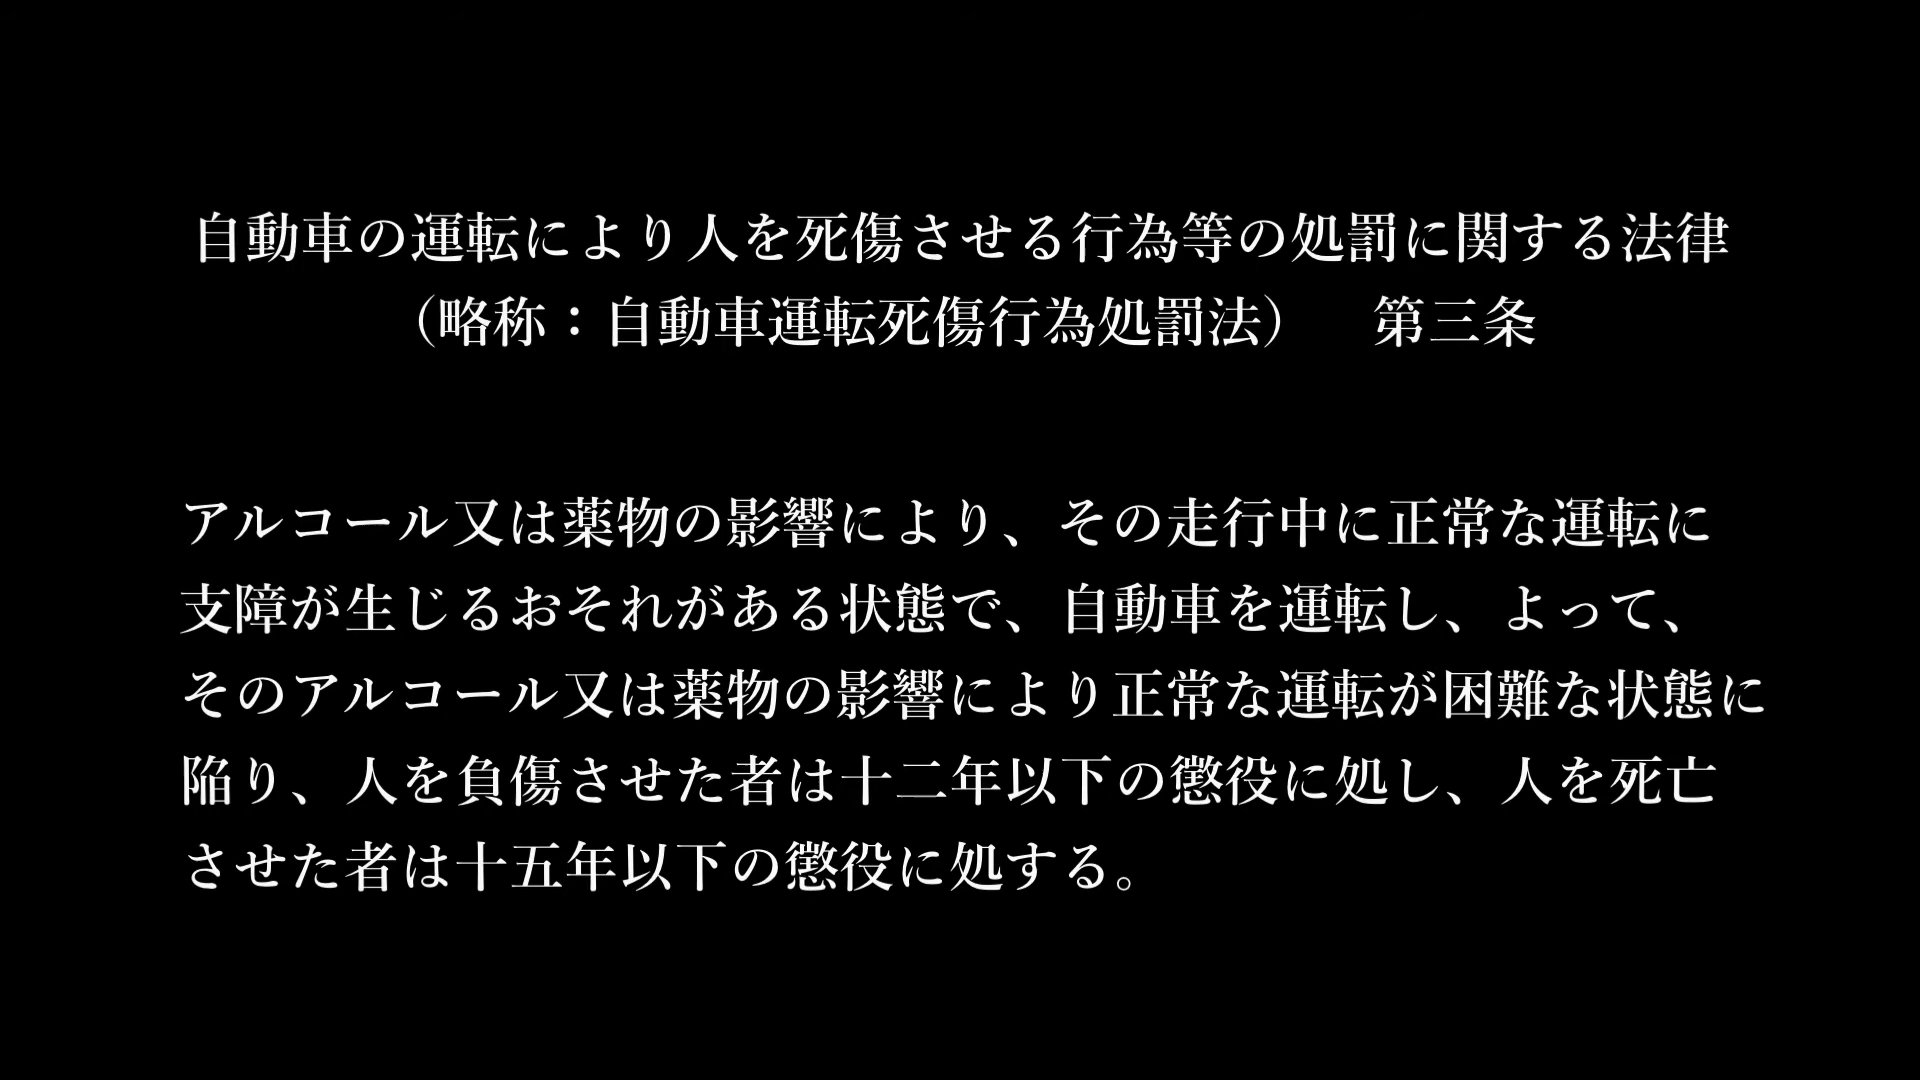 自動車の運転により人を死傷させる行為等の処罰に関する法律
（略称：自動車運転死傷行為処罰法）　第三条
アルコール又は薬物の影響により、その走行中に正常な運転に
支障が生じるおそれがある状態で、自動車を運転し、よって、
そのアルコール又は薬物の影響により正常な運転が困難な状態に
陥り、人を負傷させた者は十二年以下の懲役に処し、人を死亡
させた者は十五年以下の懲役に処する。